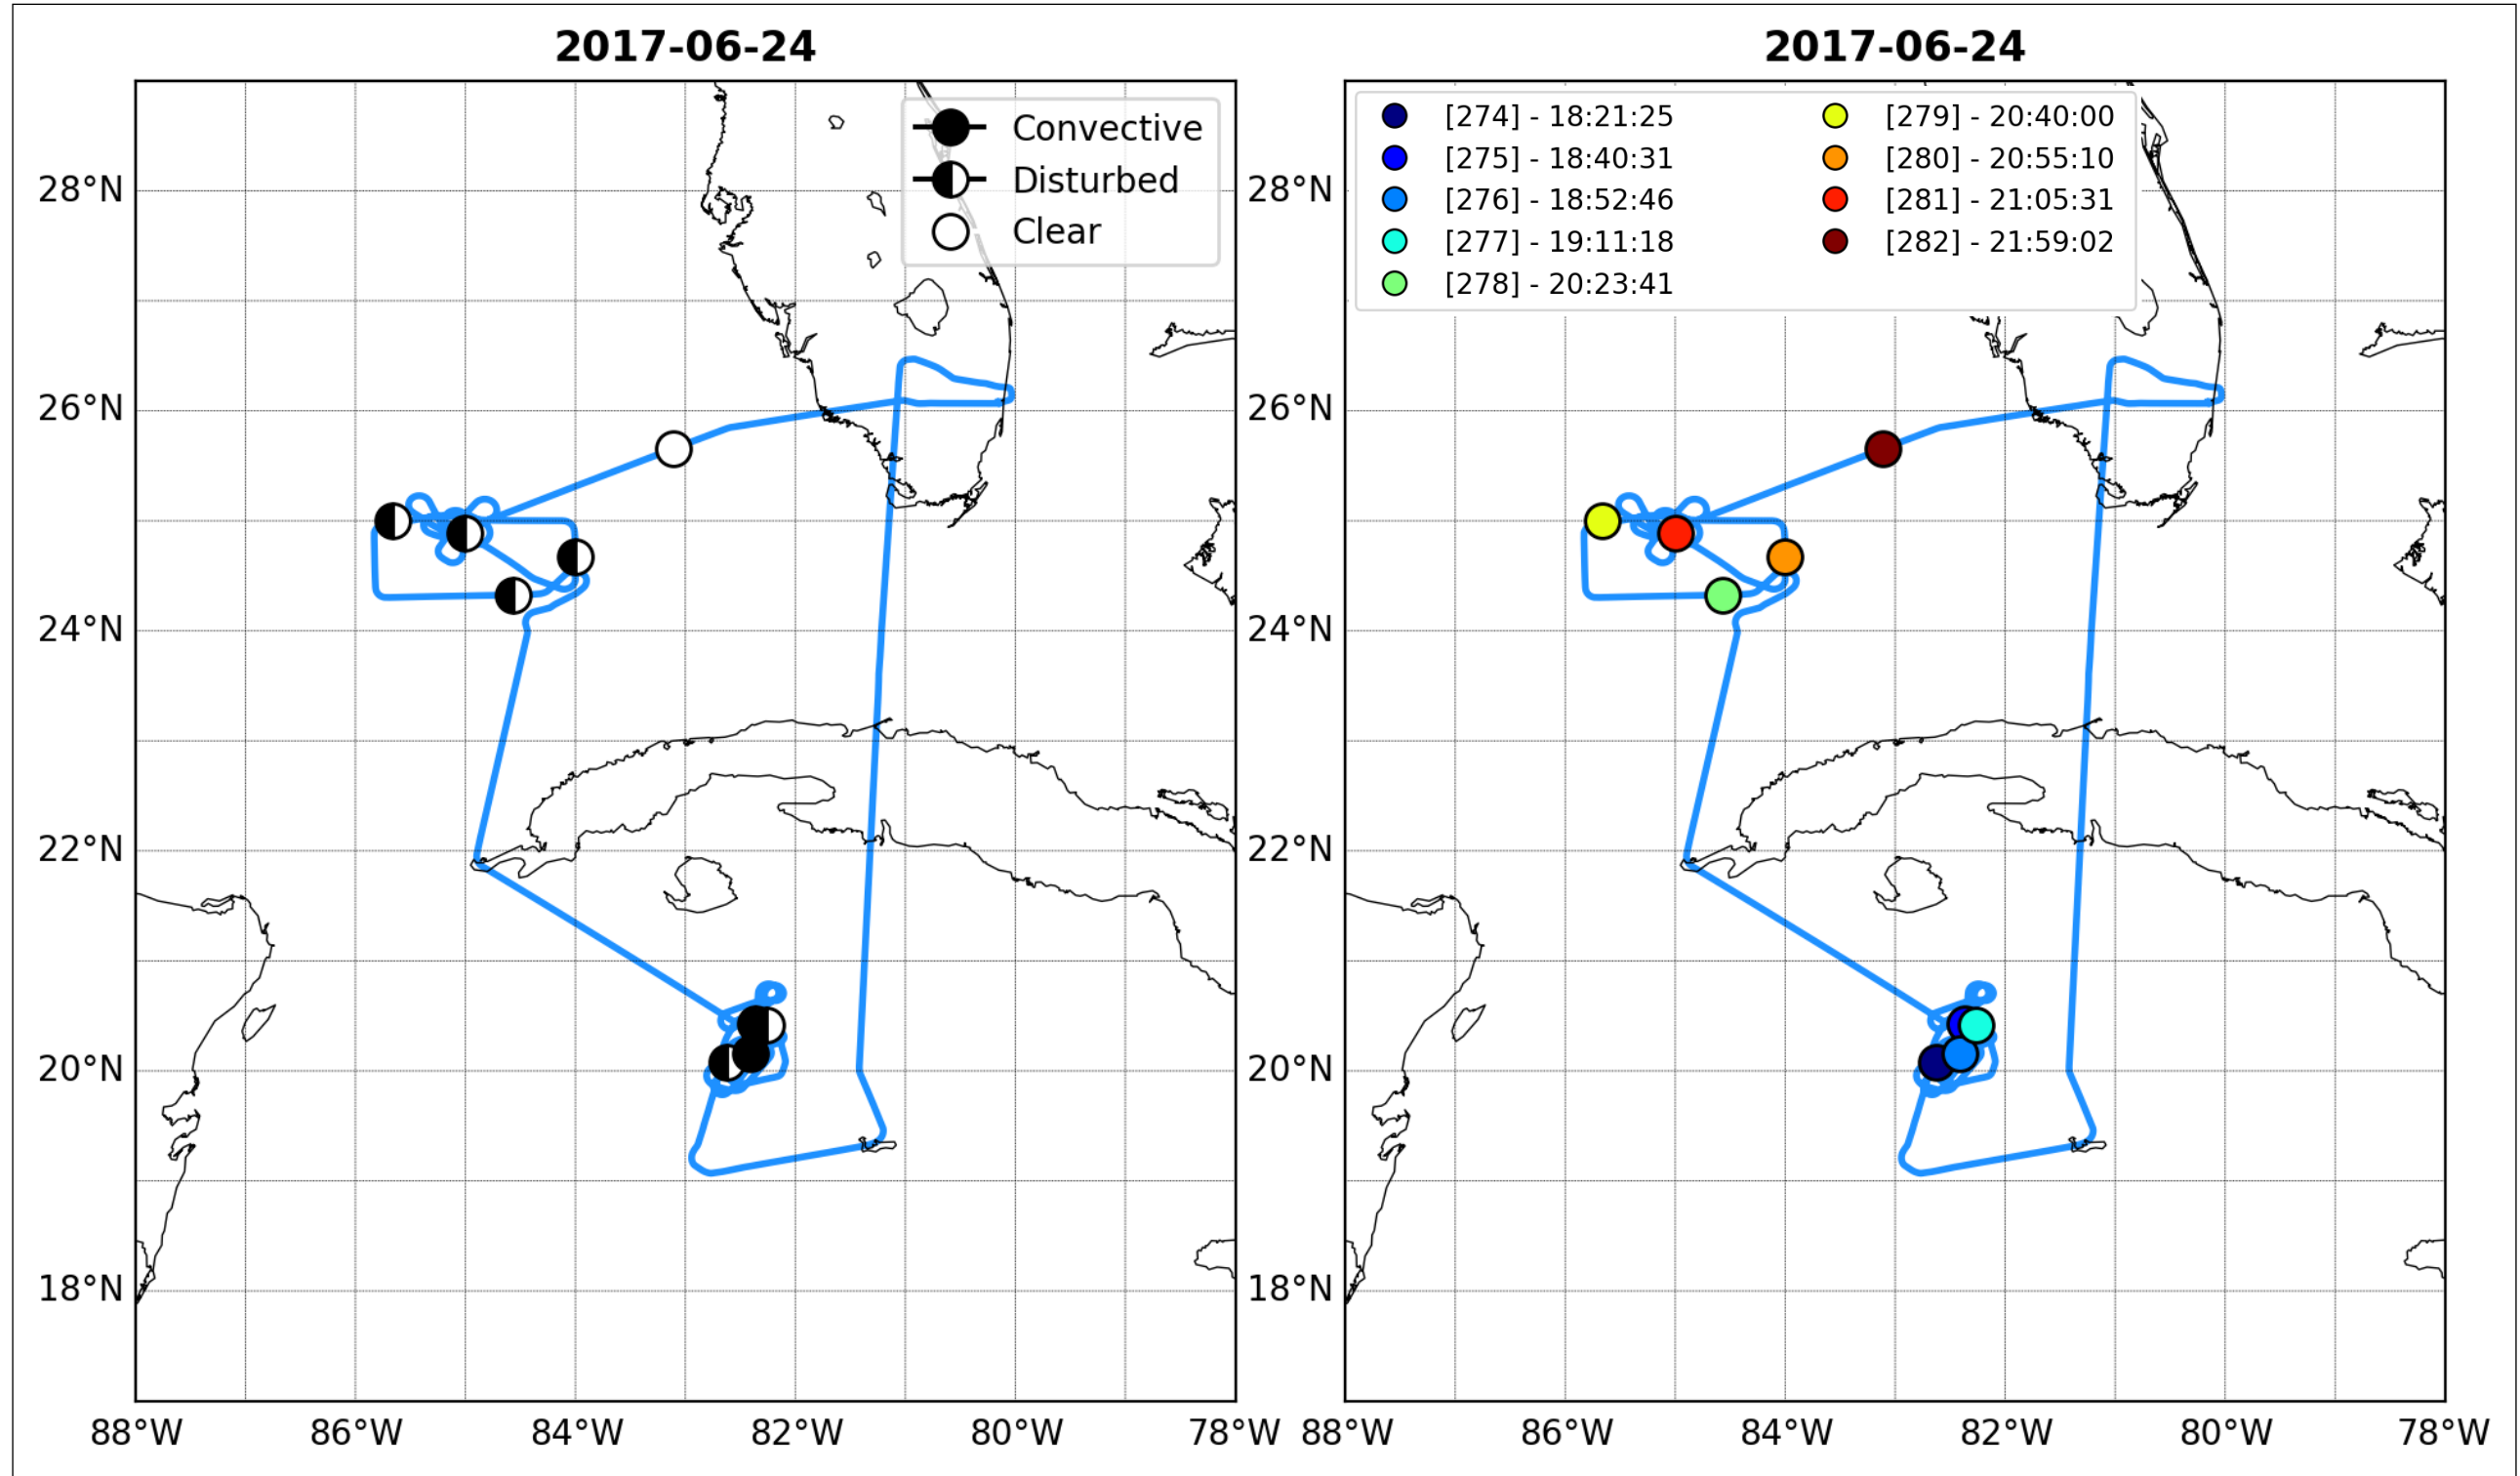 2017-06-24
Convective
Disturbed
Clear
28°N
26°N
24°N
22°N
20°N
18°N
88°W 86°W 84°W 82°W 80°W 78°W
2017-06-24
[274] - 18:21:25
[275] - 18:40:31
[276] - 18:52:46
[277] - 19:11:18
[278] - 20:23:41
[279] - 20:40:00
[280] - 20:55:10
[281] - 21:05:31
[282] - 21:59:02
28°N
26°N
24°N
22°N
20°N
18°N
88°W 86°W 84°W 82°W 80°W 78°W